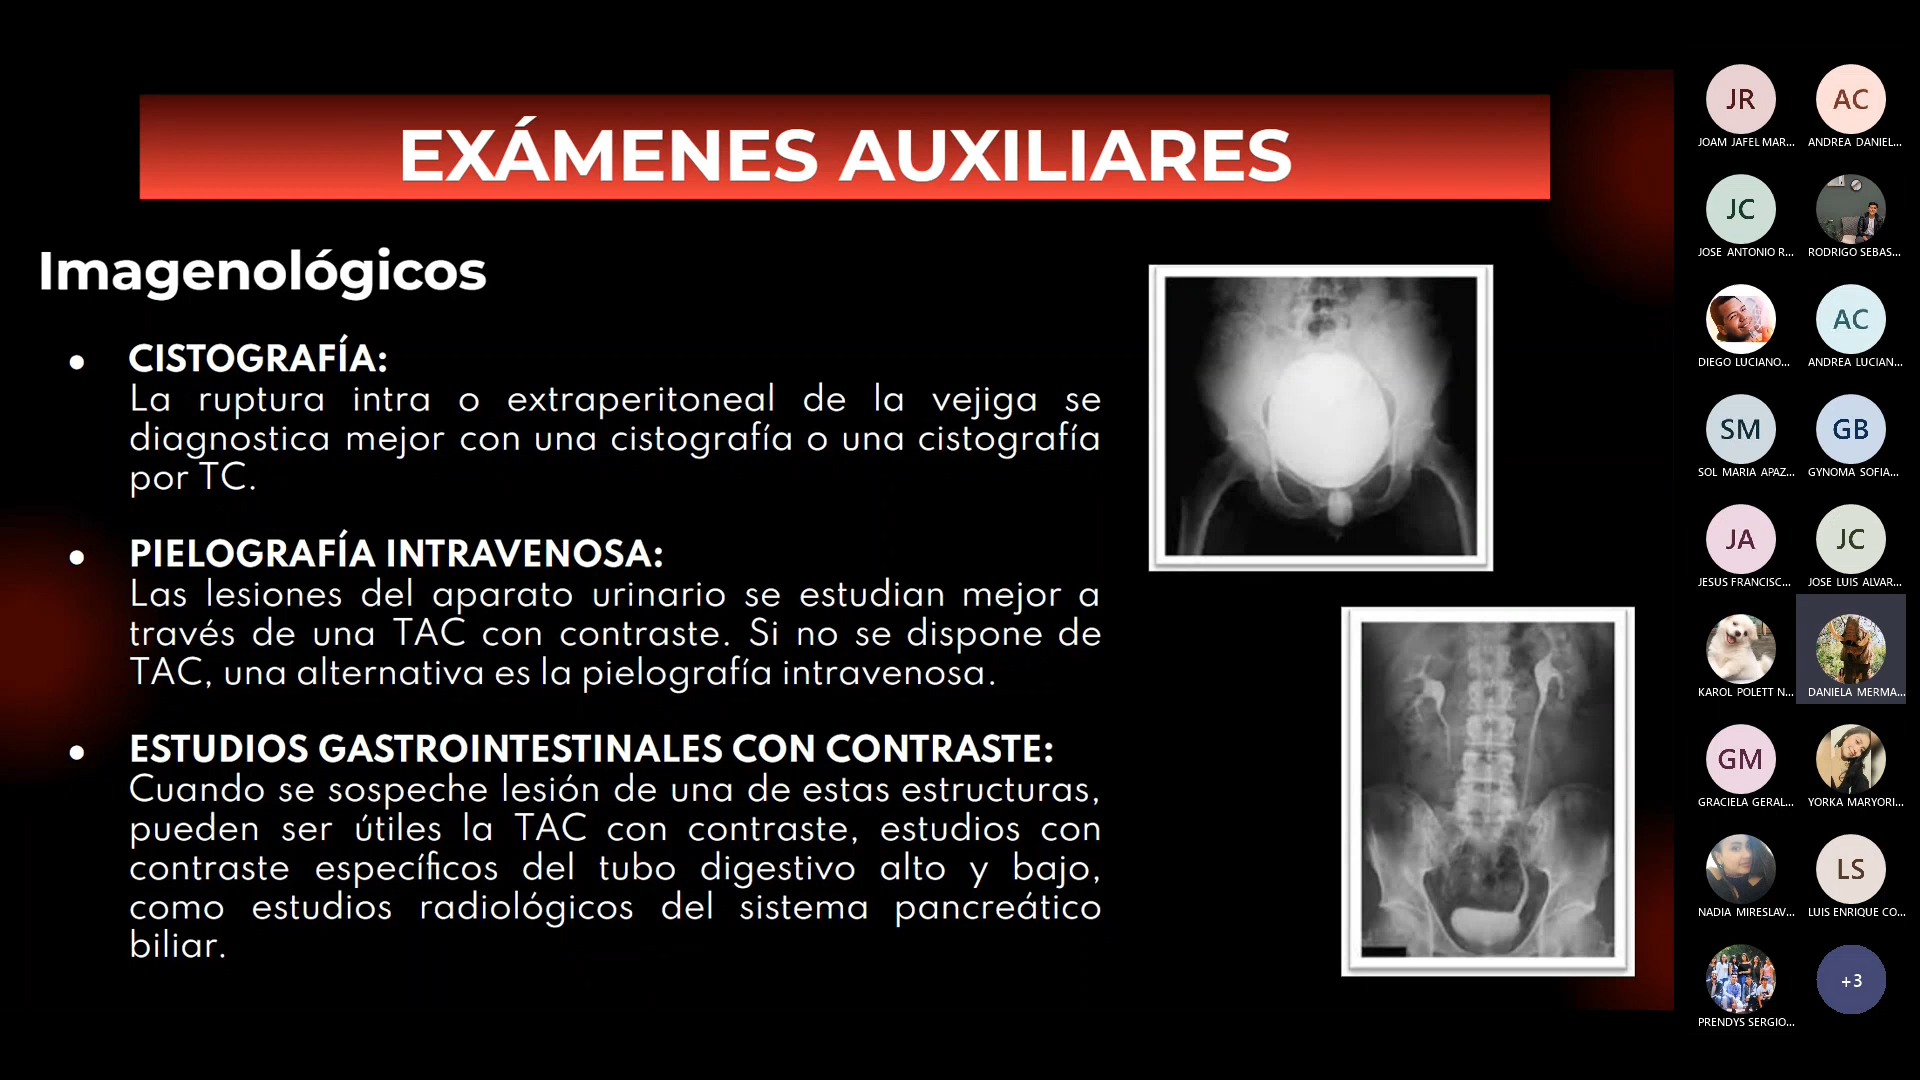 EXÁMENES AUXILIARES
Imagenológicos
● CISTOGRAFÍA:
La ruptura intra o extraperitoneal de la vejiga se
diagnostica mejor con una cistografía o una cistografía
por TC.
● PIELOGRAFÍA INTRAVENOSA:
Las lesiones del aparato urinario se estudian mejor a
través de una TAC con contraste. Si no se dispone de
TAC, una alternativa es la pielografía intravenosa.
● ESTUDIOS GASTROINTESTINALES CON CONTRASTE:
Cuando se sospeche lesión de una de estas estructuras,
pueden ser útiles la TAC con contraste, estudios con
contraste específicos del tubo digestivo alto y bajo,
como estudios radiológicos del sistema pancreático
biliar.
JR
JOAM JAFEL MAR...
AC
ANDREA DANIEL...
JC
JOSE ANTONIO R...
RODRIGO SEBAS...
DIEGO LUCIANO...
AC
ANDREA LUCIAN...
SM
SOL MARIA APAZ...
GB
GYNOMA SOFIA...
JA
JESUS FRANCISC...
JC
JOSE LUIS ALVAR...
KAROL POLETT N...
DANIELA MERMA...
GM
GRACIELA GERAL...
YORKA MARYORI...
NADIA MIRESLAV...
LS
LUIS ENRIQUE CO...
PRENDYS SERGIO...
+3